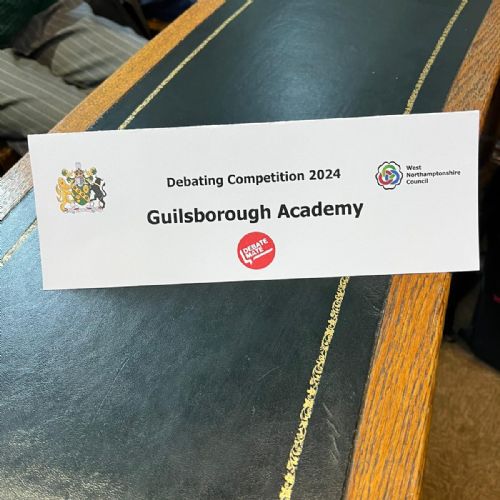 Debating Competition 2024
West
Northamptonshire
Council
Guilsborough Academy
DEBATE
MATE